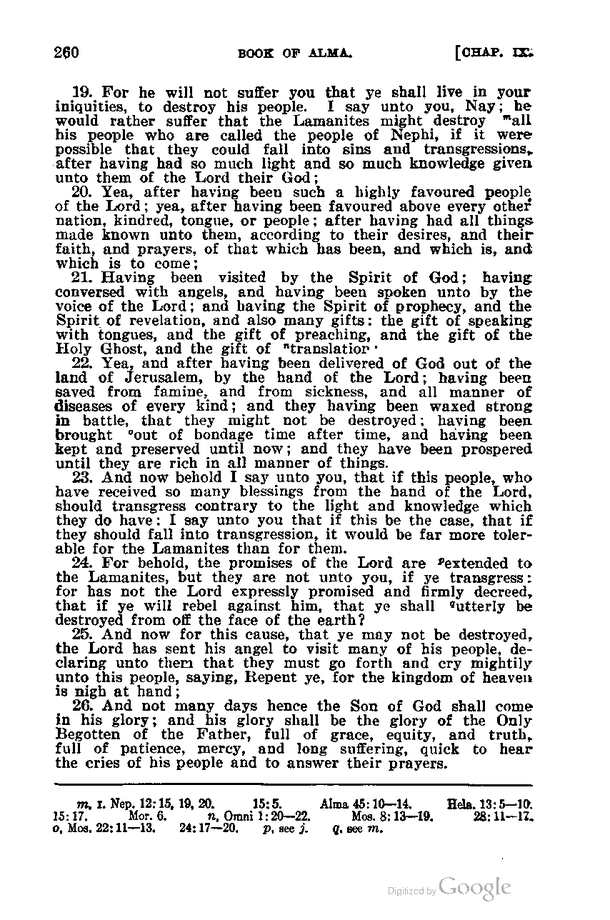 260 BOOK OF ALMA. [CHAP. IX.
19. For he will not suffer you that ye shall live in your
iniquities, to destroy his people. I say unto you, Nay; he
would rather suffer that the Lamanites might destroy ᵐall
his people who are called the people of Nephi, if it were
possible that they could fall into sins and transgressions,
after having had so much light and so much knowledge given
unto them of the Lord their God;
20. Yea, after having been such a highly favoured people
of the Lord; yea, after having been favoured above every other
nation, kindred, tongue, or people; after having had all things
made known unto them, according to their desires, and their
faith, and prayers, of that which has been, and which is, and
which is to come;
21. Having been visited by the Spirit of God; having
conversed with angels, and having been spoken unto by the
voice of the Lord; and having the Spirit of prophecy, and the
Spirit of revelation, and also many gifts: the gift of speaking
with tongues, and the gift of preaching, and the gift of the
Holy Ghost, and the gift of ⁿtranslation
22. Yea, and after having been delivered of God out of the
land of Jerusalem, by the hand of the Lord; having been
saved from famine, and from sickness, and all manner of
diseases of every kind; and they having been waxed strong
in battle, that they might not be destroyed; having been
brought ᵒout of bondage time after time, and having been
kept and preserved until now; and they have been prospered
until they are rich in all manner of things.
23. And now behold I say unto you, that if this people, who
have received so many blessings from the hand of the Lord,
should transgress contrary to the light and knowledge which
they do have: I say unto you that if this be the case, that if
they should fall into transgression, it would be far more toler-
able for the Lamanites than for them.
24. For behold, the promises of the Lord are ᵖextended to
the Lamanites, but they are not unto you, if ye transgress:
for has not the Lord expressly promised and firmly decreed,
that if ye will rebel against him, that ye shall ᵍutterly be
destroyed from off the face of the earth?
25. And now for this cause, that ye may not be destroyed,
the Lord has sent his angel to visit many of his people, de-
claring unto them that they must go forth and cry mightily
unto this people, saying, Repent ye, for the kingdom of heaven
is nigh at hand;
26. And not many days hence the Son of God shall come
in his glory; and his glory shall be the glory of the Only
Begotten of the Father, full of grace, equity, and truth,
full of patience, mercy, and long suffering, quick to hear
the cries of his people and to answer their prayers.
m, 1. Nep. 12:15, 19, 20. 15:5. Alma 45:10—14. Hela. 13:5—10.
15:17. Mor. 6. n, Omni 1:20—22. Mos. 8:13—19. 28:11—17.
o, Mos. 22:11—13. 24:17—20. p, see j. q, see m.
Digitized by Google